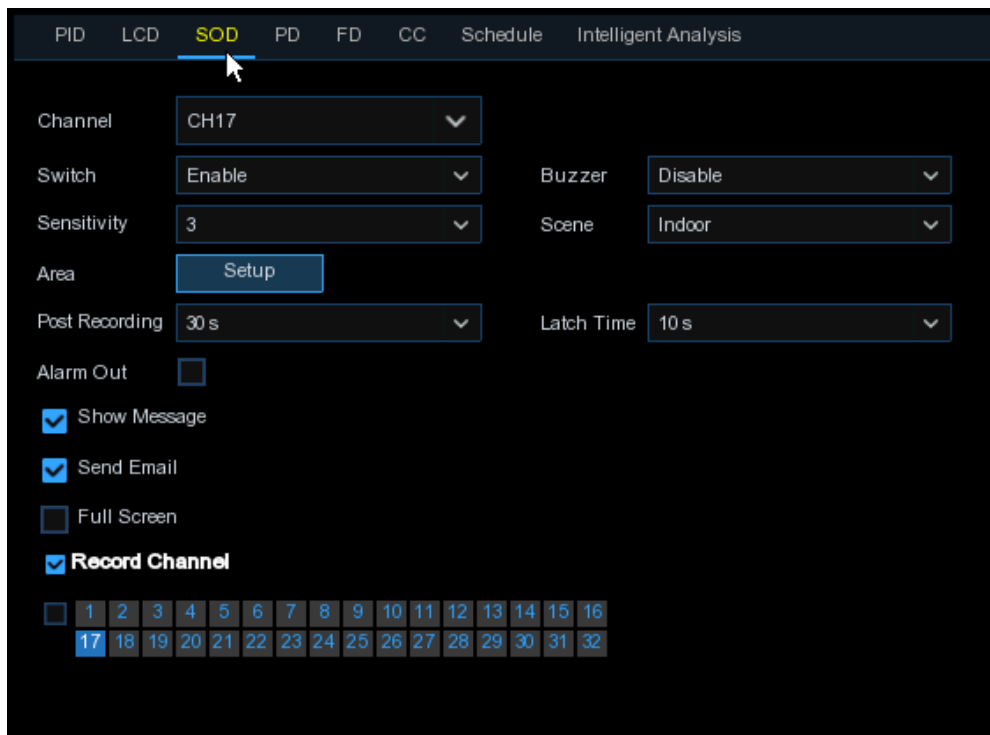 PID LCD SOD PD FD CC Schedule Intelligent Analysis
Channel CH17
Switch Enable Buzzer Disable
Sensitivity 3 Scene Indoor
Area Setup
Post Recording 30 s Latch Time 10 s
Alarm Out
Show Message
Send Email
Full Screen
Record Channel
1 2 3 4 5 6 7 8 9 10 11 12 13 14 15 16
17 18 19 20 21 22 23 24 25 26 27 28 29 30 31 32